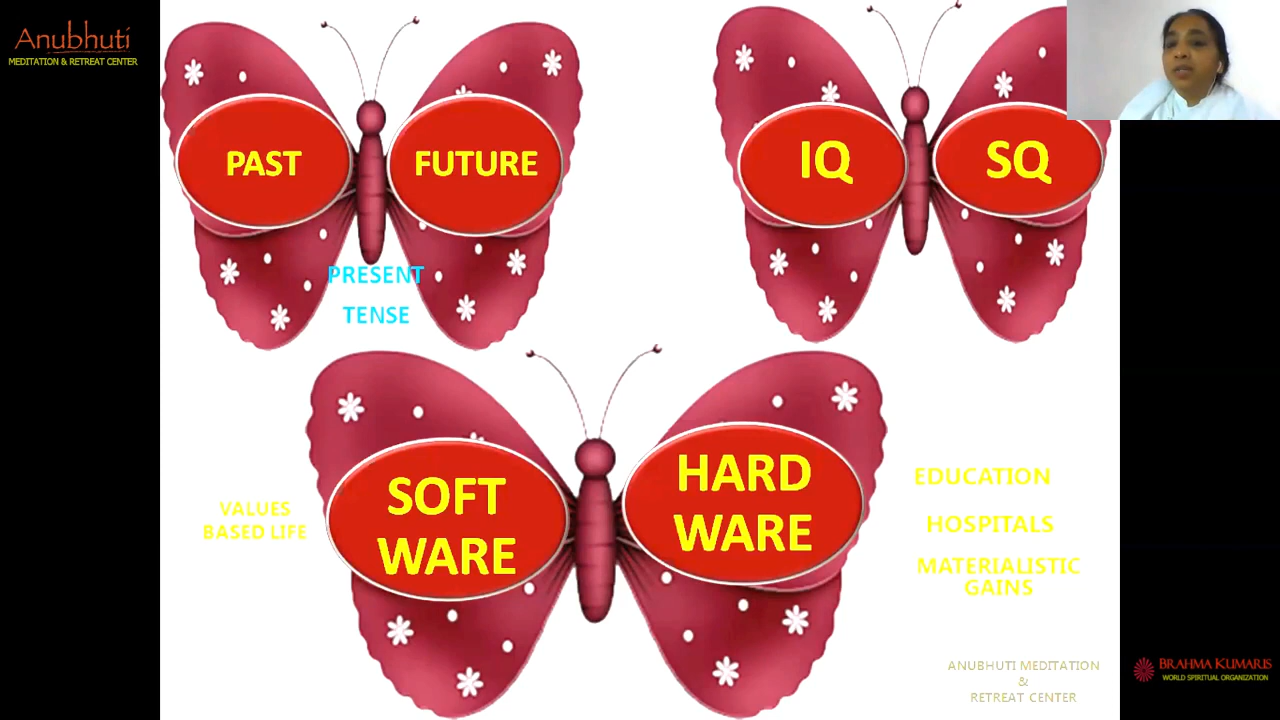 Anubhuti
MEDITATION & RETREAT CENTER
PAST
FUTURE
PRESENT
TENSE
IQ
SQ
SOFT
WARE
HARD
WARE
VALUES
BASED LIFE
EDUCATION
HOSPITALS
MATERIALISTIC
GAINS
ANUBHUTI MEDITATION
&
RETREAT CENTER
BRAHMA KUMARIS
WORLD SPIRITUAL ORGANIZATION